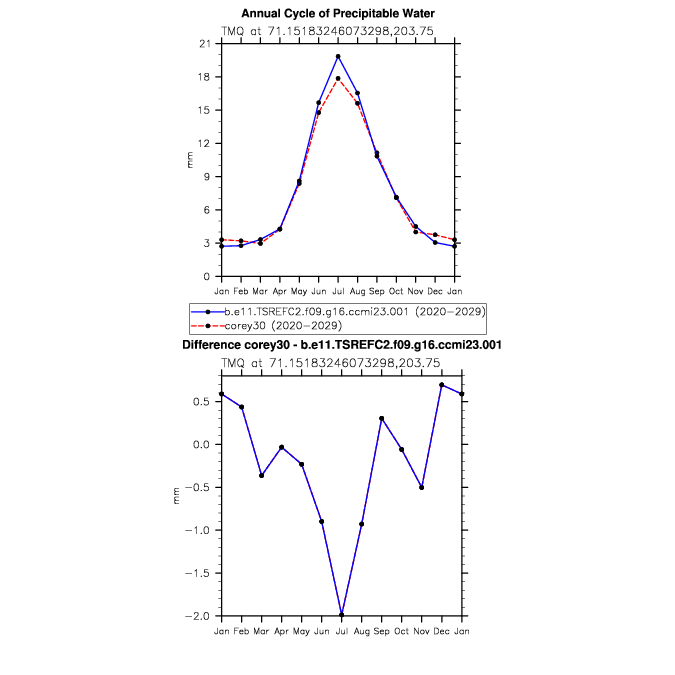 Annual Cycle of Precipitable Water
TMQ at 71.15183246073298,203.75
21
18
15
12
9
6
3
0
mm
Jan Feb Mar Apr May Jun Jul Aug Sep Oct Nov Dec Jan
b.e11.TSREFC2.f09.g16.ccmi23.001 (2020-2029)
corey30 (2020-2029)
Difference corey30 - b.e11.TSREFC2.f09.g16.ccmi23.001
TMQ at 71.15183246073298,203.75
0.5
0.0
-0.5
-1.0
-1.5
-2.0
mm
Jan Feb Mar Apr May Jun Jul Aug Sep Oct Nov Dec Jan